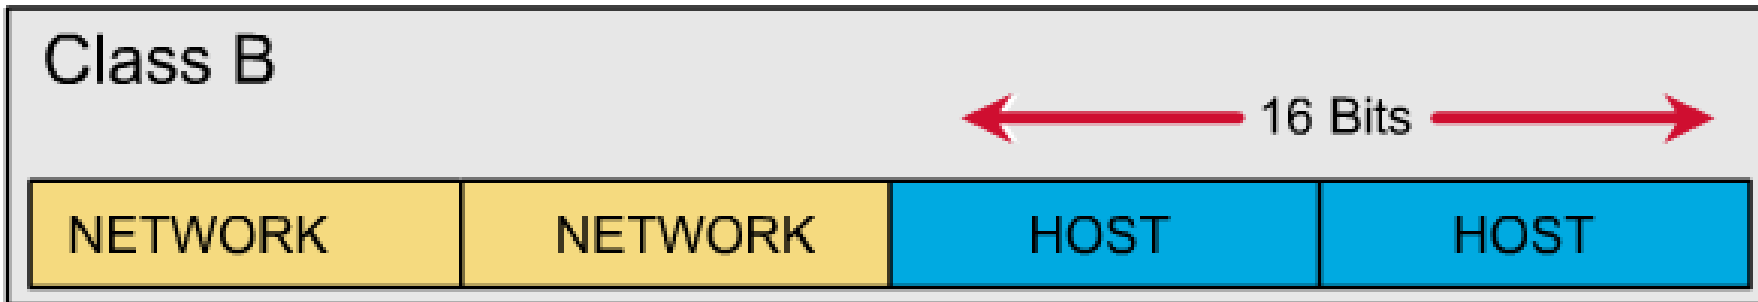 Class B
16 Bits
NETWORK NETWORK HOST HOST